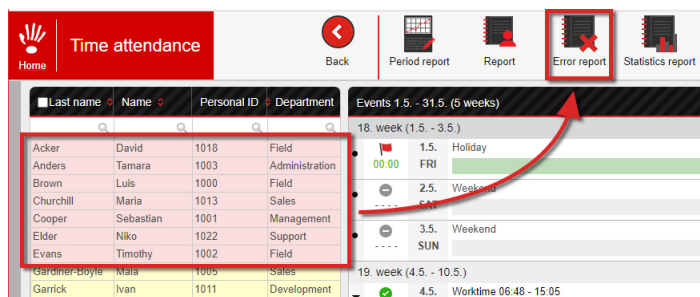 Time attendance
Home
Back
Period report
Report
Error report
Statistics report
Last name Name Personal ID Department
Events 1.5. - 31.5. (5 weeks)
Acker David 1018 Field
Anders Tamara 1003 Administration
Brown Luis 1000 Field
Churchill Maria 1013 Sales
Cooper Sebastian 1001 Management
Elder Niko 1022 Support
Evans Timothy 1002 Field
Gardiner-Boyle Maia 1005 Sales
Garrick Ivan 1011 Development
18. week (1.5. - 3.5.)
1.5. Holiday
00:00 FRI
2.5. Weekend
---- SAT
3.5. Weekend
---- SUN
19. week (4.5. - 10.5.)
4.5. Worktime 06:48 - 15:05